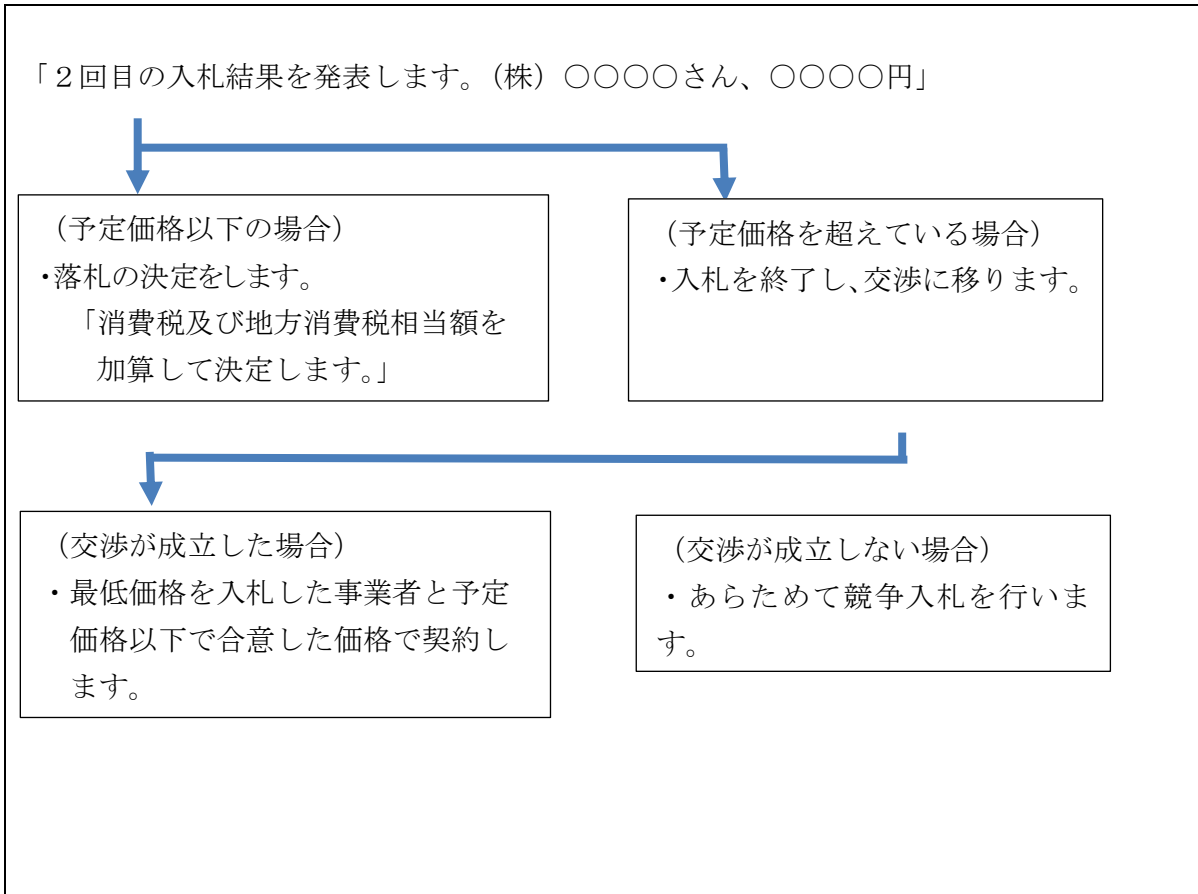 「２回目の入札結果を発表します。（株）○○○○さん、○○○○円」
（予定価格以下の場合）
・落札の決定をします。
「消費税及び地方消費税相当額を
加算して決定します。」
（予定価格を超えている場合）
・入札を終了し、交渉に移ります。
（交渉が成立した場合）
・最低価格を入札した事業者と予定
価格以下で合意した価格で契約し
ます。
（交渉が成立しない場合）
・あらためて競争入札を行いま
す。